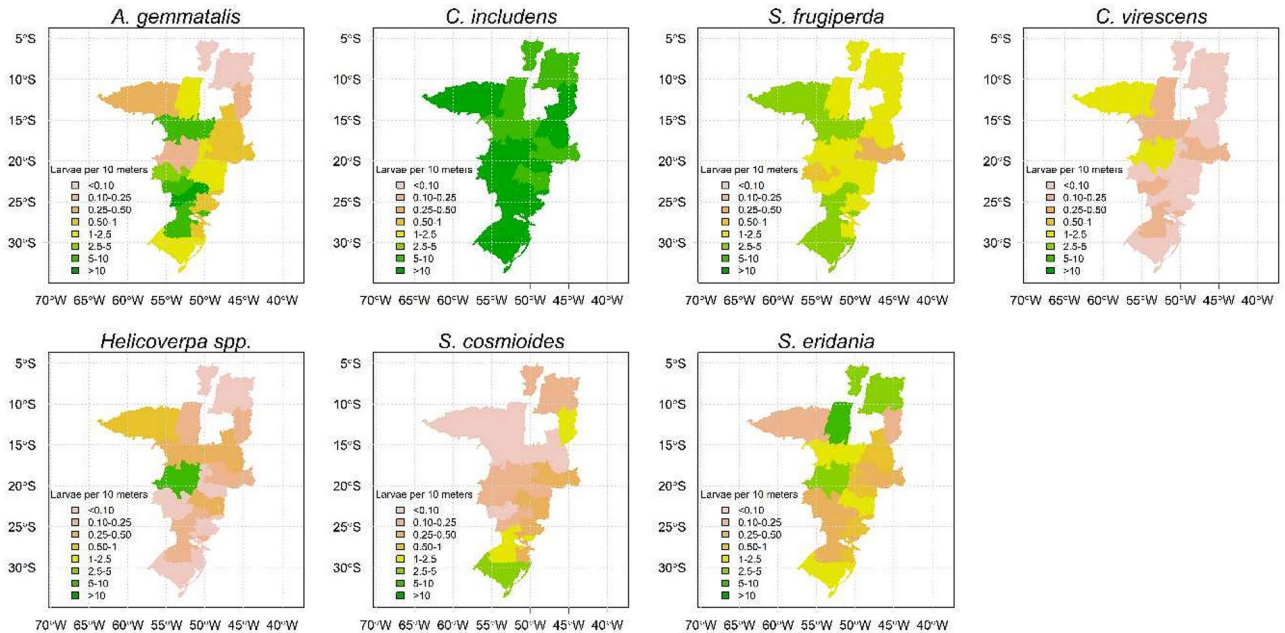 A. gemmatalis
C. includens
S. frugiperda
C. virescens
5°S
10°S
15°S
20°S
25°S
30°S
Larvae per 10 meters
<0.10
0.10-0.25
0.25-0.50
0.50-1
1-2.5
2.5-5
5-10
>10
70°W 65°W 60°W 55°W 50°W 45°W 40°W
5°S
10°S
15°S
20°S
25°S
30°S
Larvae per 10 meters
<0.10
0.10-0.25
0.25-0.50
0.50-1
1-2.5
2.5-5
5-10
>10
70°W 65°W 60°W 55°W 50°W 45°W 40°W
5°S
10°S
15°S
20°S
25°S
30°S
Larvae per 10 meters
<0.10
0.10-0.25
0.25-0.50
0.50-1
1-2.5
2.5-5
5-10
>10
70°W 65°W 60°W 55°W 50°W 45°W 40°W
5°S
10°S
15°S
20°S
25°S
30°S
Larvae per 10 meters
<0.10
0.10-0.25
0.25-0.50
0.50-1
1-2.5
2.5-5
5-10
>10
70°W 65°W 60°W 55°W 50°W 45°W 40°W
Helicoverpa spp.
S. cosmioides
S. eridania
5°S
10°S
15°S
20°S
25°S
30°S
Larvae per 10 meters
<0.10
0.10-0.25
0.25-0.50
0.50-1
1-2.5
2.5-5
5-10
>10
70°W 65°W 60°W 55°W 50°W 45°W 40°W
5°S
10°S
15°S
20°S
25°S
30°S
Larvae per 10 meters
<0.10
0.10-0.25
0.25-0.50
0.50-1
1-2.5
2.5-5
5-10
>10
70°W 65°W 60°W 55°W 50°W 45°W 40°W
5°S
10°S
15°S
20°S
25°S
30°S
Larvae per 10 meters
<0.10
0.10-0.25
0.25-0.50
0.50-1
1-2.5
2.5-5
5-10
>10
70°W 65°W 60°W 55°W 50°W 45°W 40°W